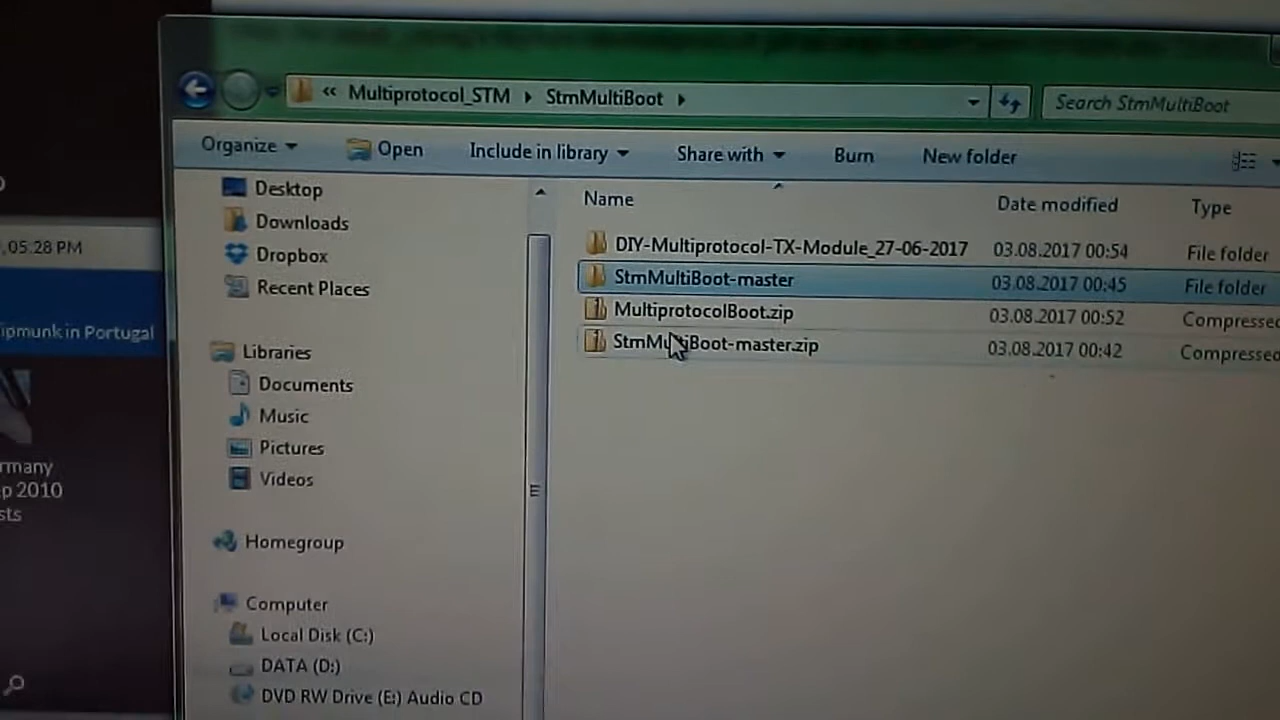 « Multiprotocol_STM ▸ StmMultiBoot ▸
Search StmMultiBoot
Organize Open Include in library Share with Burn New folder
Name Date modified Type
DIY-Multiprotocol-TX-Module_27-06-2017 03.08.2017 00:54 File folder
StmMultiBoot-master 03.08.2017 00:45 File folder
MultiprotocolBoot.zip 03.08.2017 00:52 Compressed
StmMultiBoot-master.zip 03.08.2017 00:42 Compressed
Desktop
Downloads
Dropbox
Recent Places
Libraries
Documents
Music
Pictures
Videos
Homegroup
Computer
Local Disk (C:)
DATA (D:)
DVD RW Drive (E:) Audio CD
,05:28 PM
ipmunk in Portugal
rmany
p 2010
sts